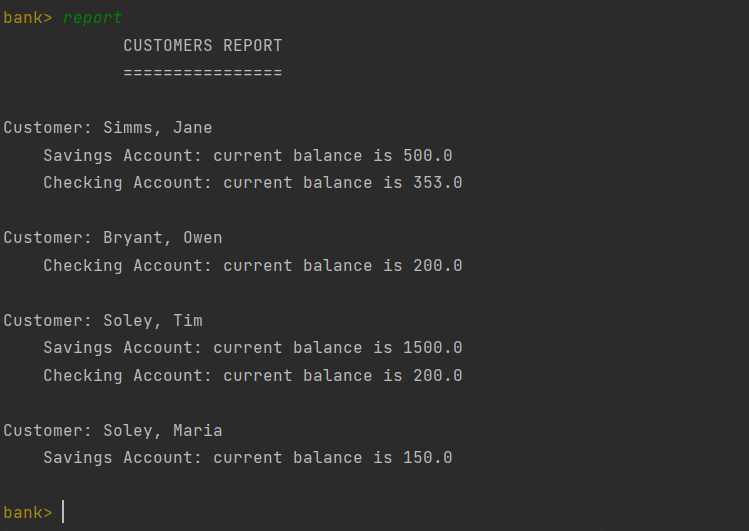 bank> report
CUSTOMERS REPORT
================
Customer: Simms, Jane
Savings Account: current balance is 500.0
Checking Account: current balance is 353.0
Customer: Bryant, Owen
Checking Account: current balance is 200.0
Customer: Soley, Tim
Savings Account: current balance is 1500.0
Checking Account: current balance is 200.0
Customer: Soley, Maria
Savings Account: current balance is 150.0
bank>